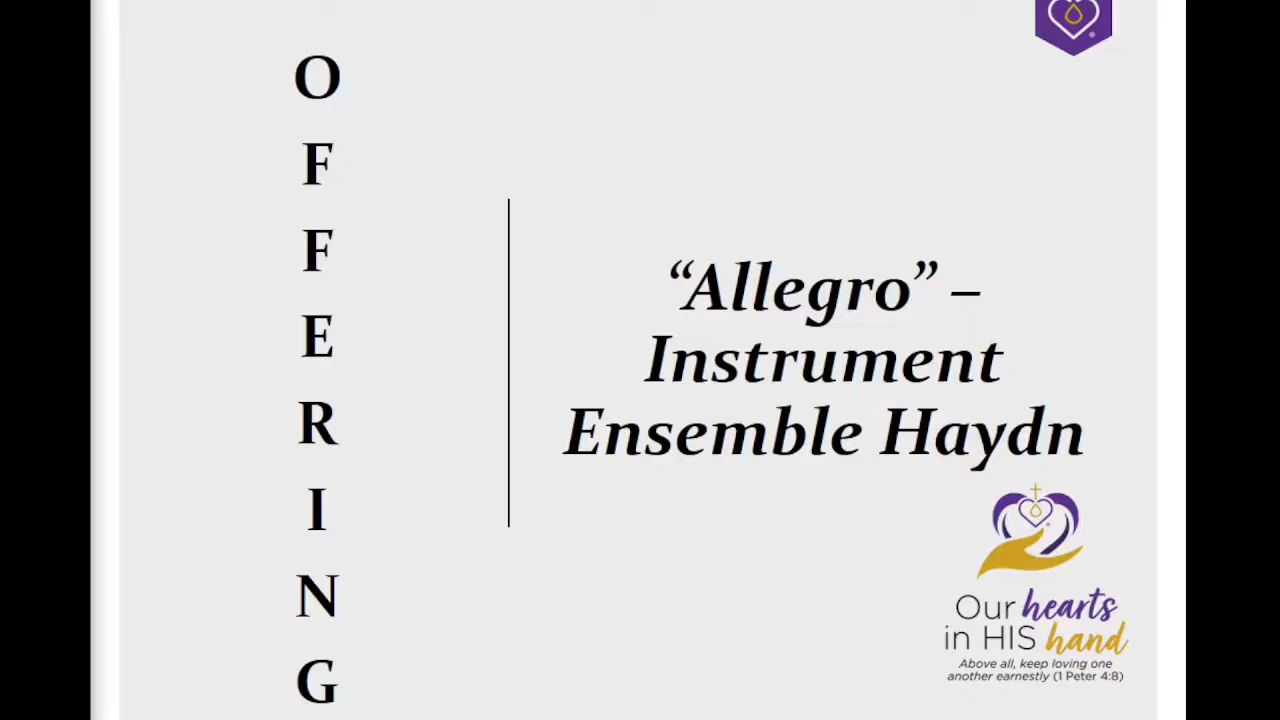 O
F
F
E
R
I
N
G
“Allegro” –
Instrument
Ensemble Haydn
Our hearts
in HIS hand
Above all, keep loving one
another earnestly (1 Peter 4:8)